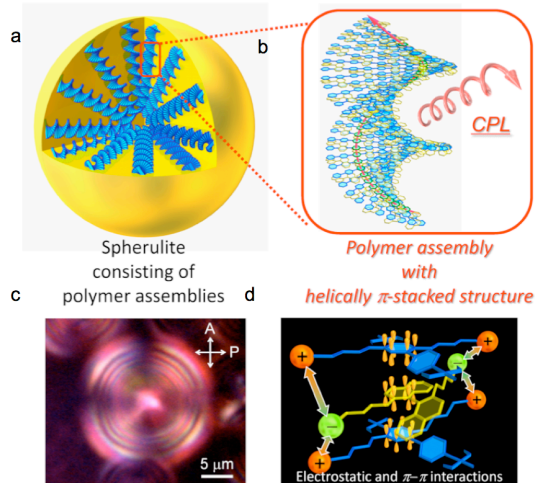 a
b
CPL
Spherulite
consisting of
polymer assemblies
Polymer assembly
with
helically π-stacked structure
c
d
A
P
5 μm
+
+
−
−
+
+
Electrostatic and π–π interactions